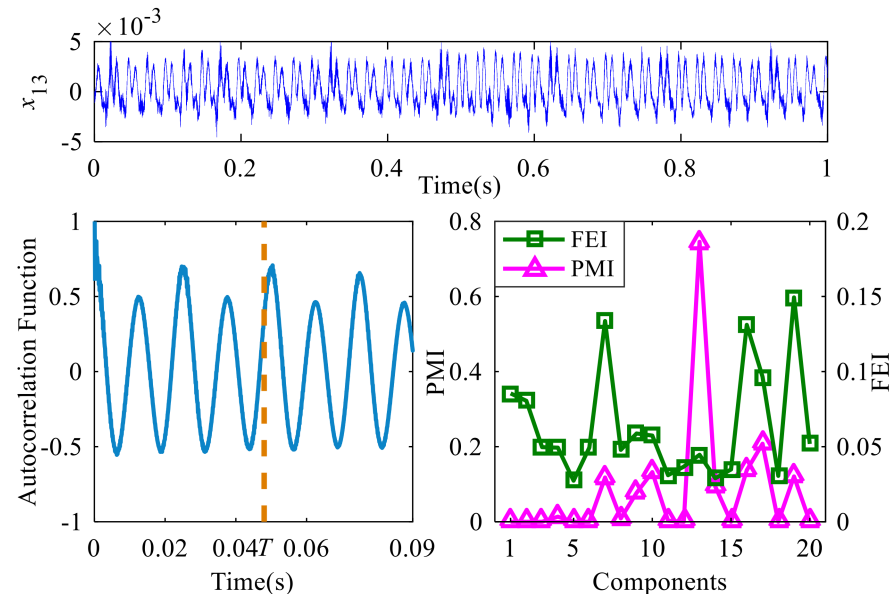 ×10⁻³
5
0
-5
x₁₃
0 0.2 0.4 0.6 0.8 1
Time(s)
1
0.5
0
-0.5
-1
Autocorrelation Function
0 0.02 0.04 T 0.06 0.09
Time(s)
0.8
0.6
0.4
0.2
0
PMI
FEI
PMI
0.2
0.15
0.1
0.05
0
FEI
1 5 10 15 20
Components